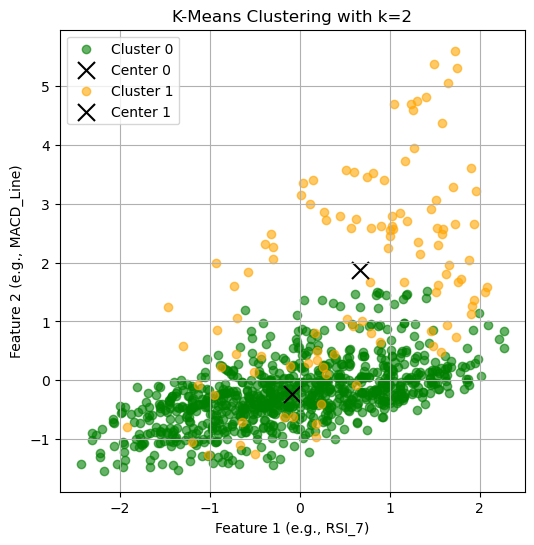 K-Means Clustering with k=2
Cluster 0
Center 0
Cluster 1
Center 1
5
4
3
2
1
0
−1
−2
−1
0
1
2
Feature 2 (e.g., MACD_Line)
Feature 1 (e.g., RSI_7)